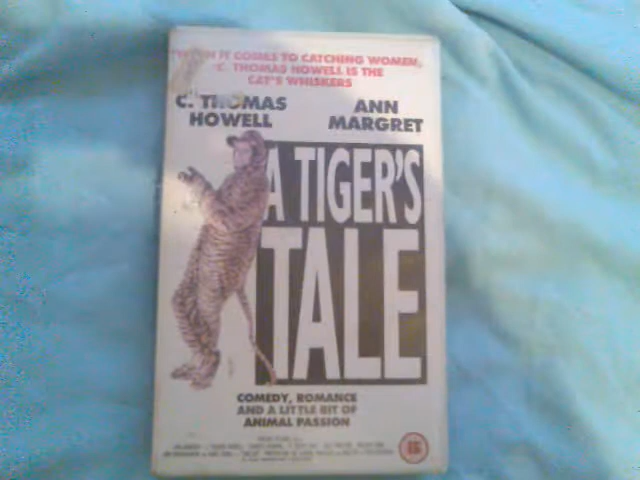 WHEN IT COMES TO CATCHING WOMEN,
C. THOMAS HOWELL IS THE
CAT'S WHISKERS
C. THOMAS HOWELL
ANN MARGRET
A TIGER'S
TALE
COMEDY, ROMANCE
AND A LITTLE BIT OF
ANIMAL PASSION